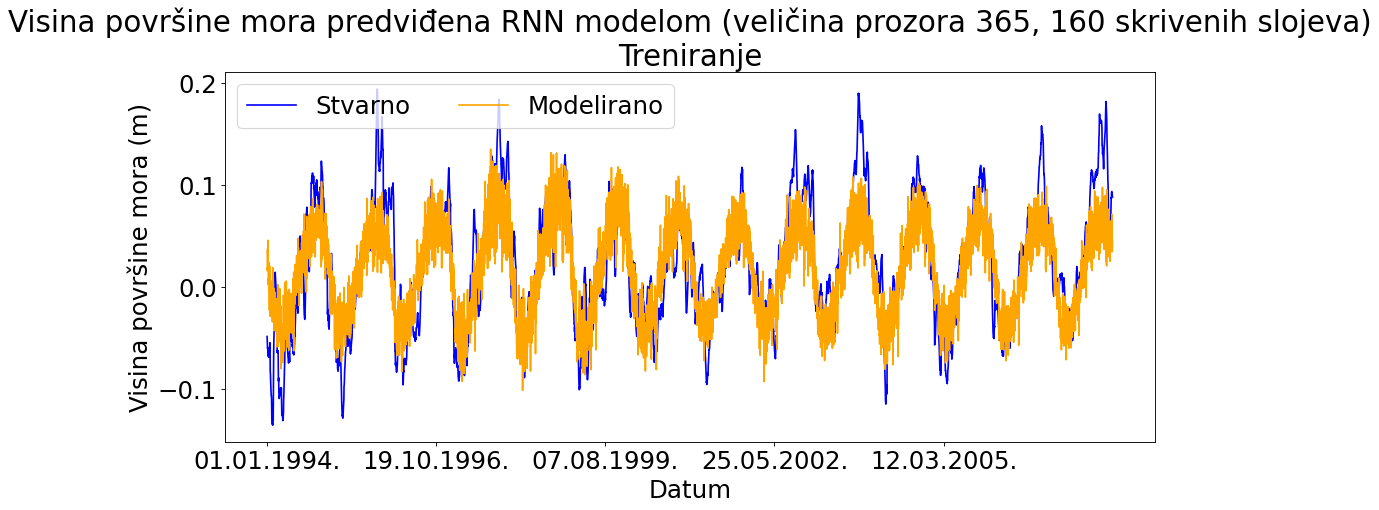 Visina površine mora predviđena RNN modelom (veličina prozora 365, 160 skrivenih slojeva)
Treniranje
Stvarno
Modelirano
Visina površine mora (m)
0.2
0.1
0.0
−0.1
01.01.1994.
19.10.1996.
07.08.1999.
25.05.2002.
12.03.2005.
Datum